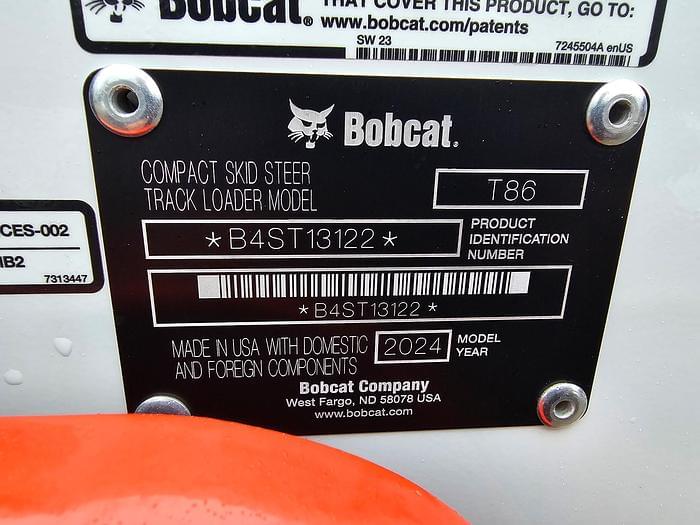 Bobcat.
THAT COVER THIS PRODUCT, GO TO:
www.bobcat.com/patents
SW 23
7245504A enUS
Bobcat.
COMPACT SKID STEER
TRACK LOADER MODEL
T86
*B4ST13122*
PRODUCT
IDENTIFICATION
NUMBER
*B4ST13122*
MADE IN USA WITH DOMESTIC
AND FOREIGN COMPONENTS
2024
MODEL
YEAR
Bobcat Company
West Fargo, ND 58078 USA
www.bobcat.com
CES-002
IB2
7313447